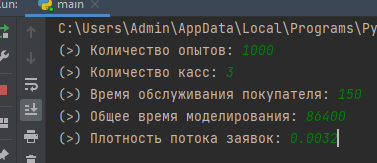 un:
main
C:\Users\Admin\AppData\Local\Programs\Py
(>) Количество опытов: 1000
(>) Количество касс: 3
(>) Время обслуживания покупателя: 150
(>) Общее время моделирования: 86400
(>) Плотность потока заявок: 0.0032